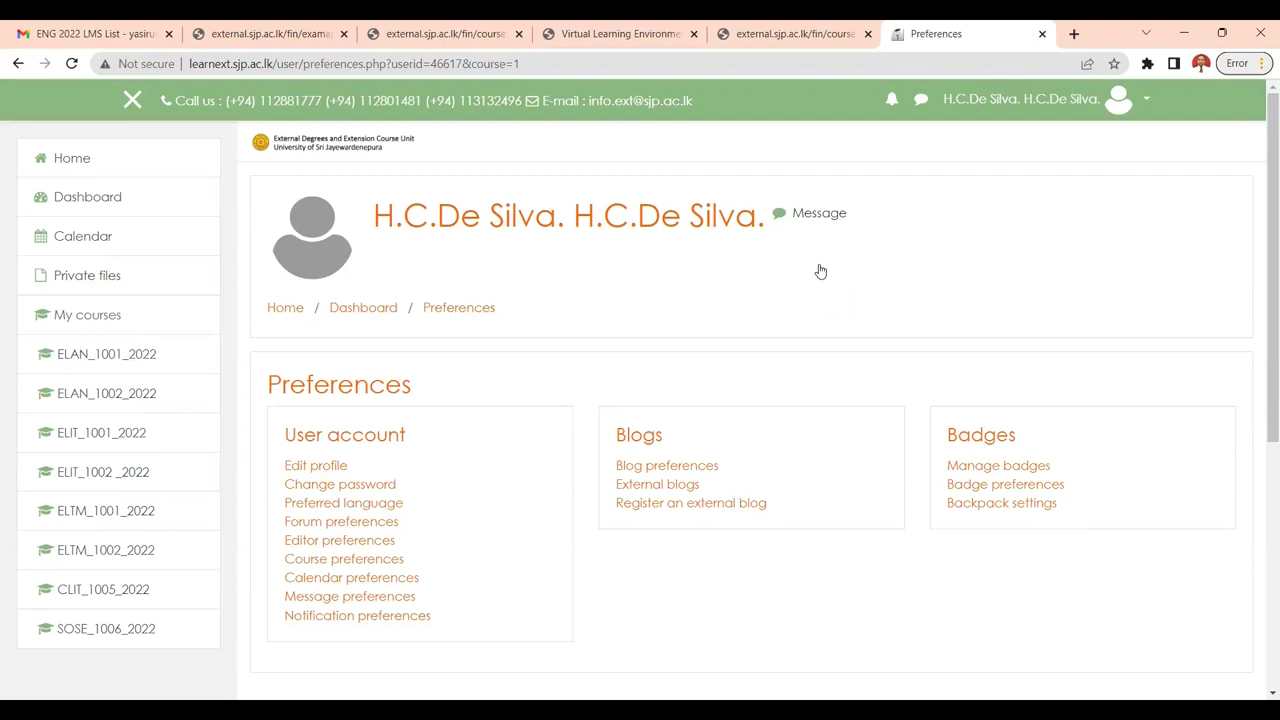 ENG 2022 LMS List - yasiru
external.sjp.ac.lk/fin/exama
external.sjp.ac.lk/fin/course
Virtual Learning Environme
external.sjp.ac.lk/fin/course
Preferences
Not secure
learnext.sjp.ac.lk/user/preferences.php?userid=46617&course=1
Error
Call us : (+94) 112881777 (+94) 112801481 (+94) 113132496 E-mail : info.ext@sjp.ac.lk
H.C.De Silva. H.C.De Silva.
External Degrees and Extension Course Unit
University of Sri Jayewardenepura
Home
Dashboard
Calendar
Private files
My courses
ELAN_1001_2022
ELAN_1002_2022
ELIT_1001_2022
ELIT_1002 _2022
ELTM_1001_2022
ELTM_1002_2022
CLIT_1005_2022
SOSE_1006_2022
H.C.De Silva. H.C.De Silva.
Message
Home / Dashboard / Preferences
Preferences
User account
Edit profile
Change password
Preferred language
Forum preferences
Editor preferences
Course preferences
Calendar preferences
Message preferences
Notification preferences
Blogs
Blog preferences
External blogs
Register an external blog
Badges
Manage badges
Badge preferences
Backpack settings